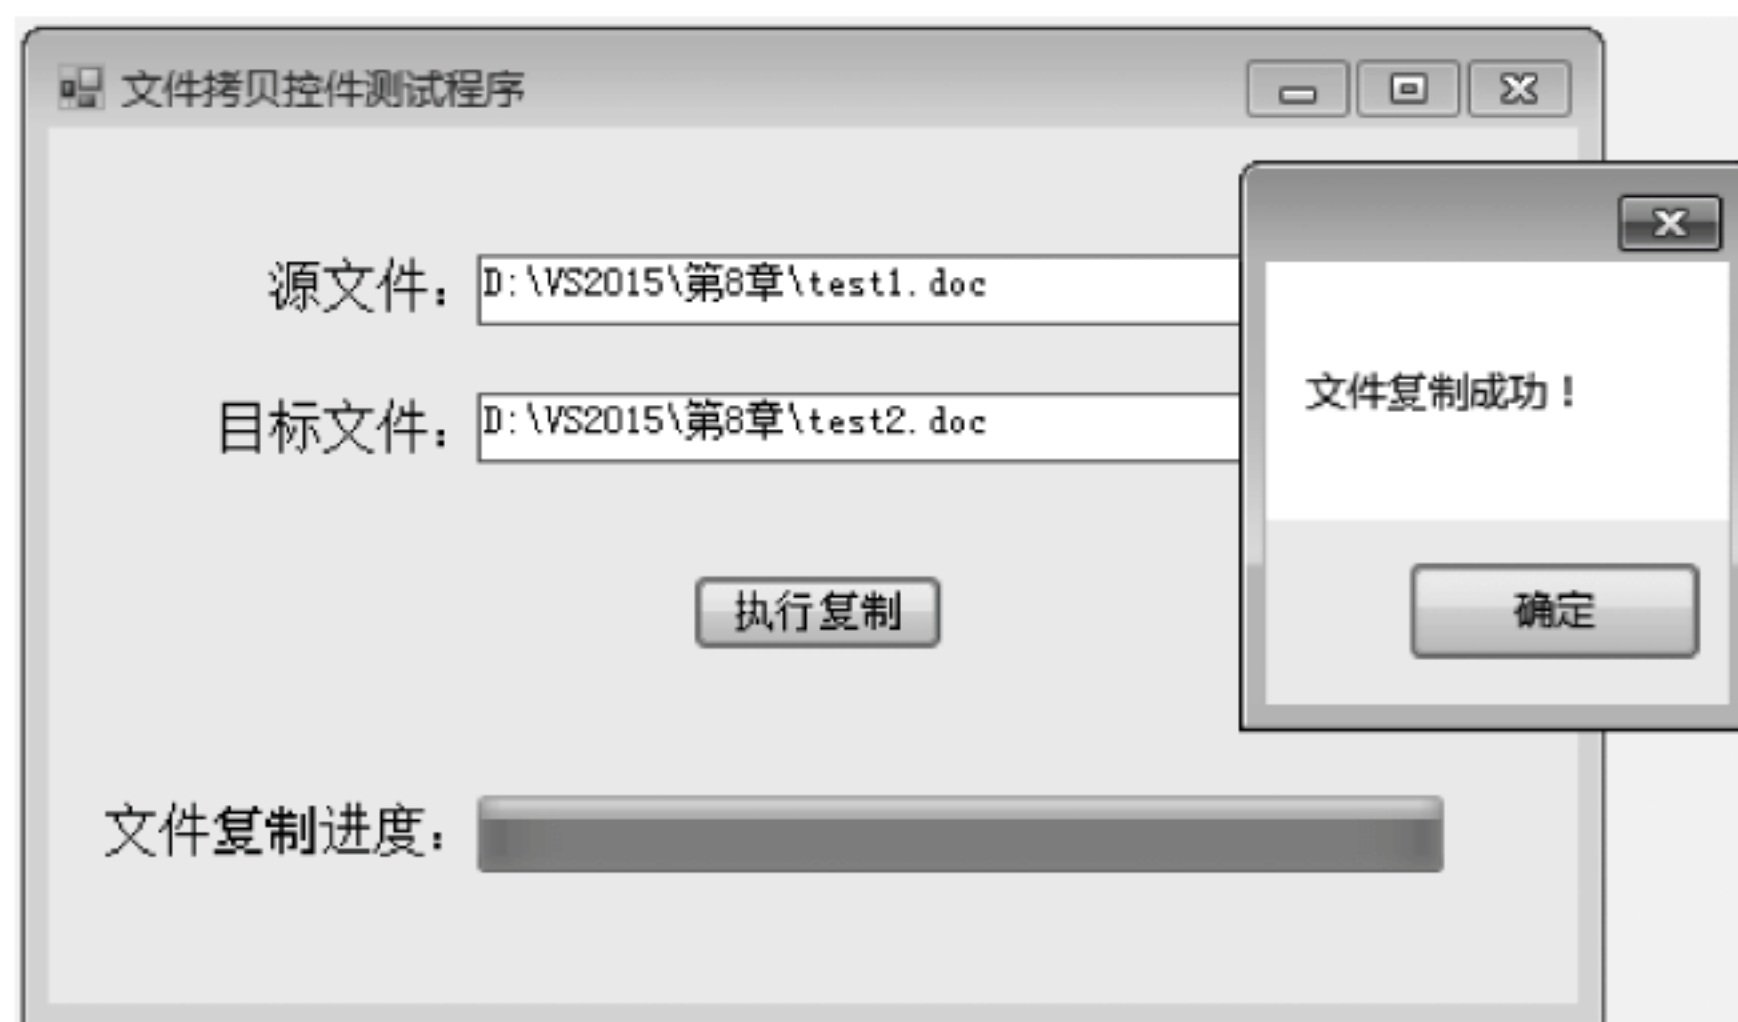 文件拷贝控件测试程序
源文件：
D:\VS2015\第8章\test1.doc
目标文件：
D:\VS2015\第8章\test2.doc
文件复制成功！
执行复制
确定
文件复制进度：